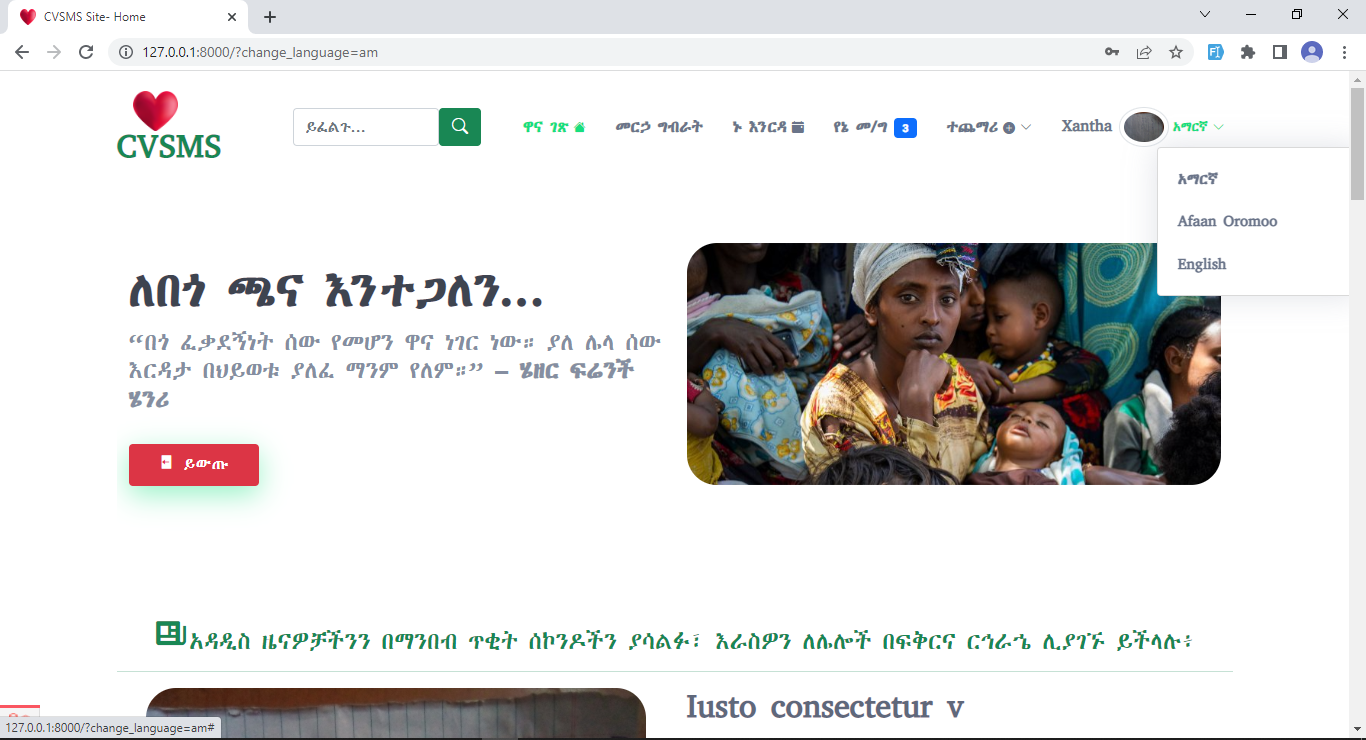 CVSMS Site- Home
127.0.0.1:8000/?change_language=am
CVSMS
ይፈልጉ...
ዋና ገጽ
መርኃ ግብራት
ኑ እንርዳ
የኔ መ/ግ 3
ተጨማሪ
Xantha
አማርኛ
አማርኛ
Afaan Oromoo
English
ለበጎ ጫና እንተጋለን...
“በጎ ፈቃደኝነት ሰው የመሆን ዋና ነገር ነው። ያለ ሌላ ሰው
እርዳታ በህይወቱ ያለፈ ማንም የለም።” – ሄዘር ፍሬንች
ሄንሪ
ይውጡ
አዳዲስ ዜናዎቻችንን በማንበብ ጥቂት ሰኮንዶችን ያሳልፉ፣ እራስዎን ለሌሎች በፍቅርና ርኅራኄ ሊያገኙ ይችላሉ፥
Iusto consectetur v
127.0.0.1:8000/?change_language=am#